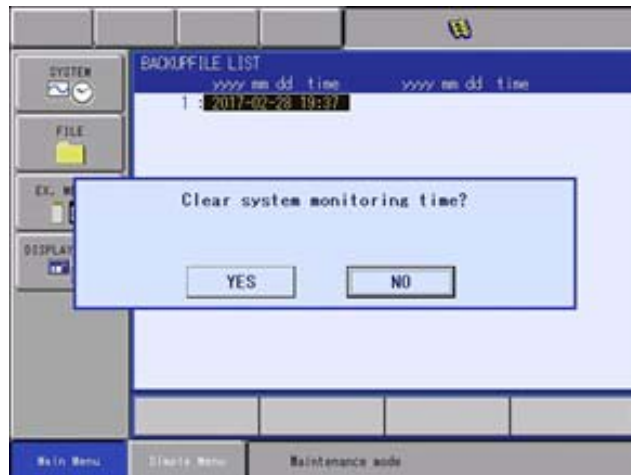 SYSTEM
BACKUPFILE LIST
yyyy mm dd time yyyy mm dd time
1 : 2017-02-28 19:37
FILE
EX.
DISPLAY
Clear system monitoring time?
YES NO
Main Menu Simple Menu Maintenance mode